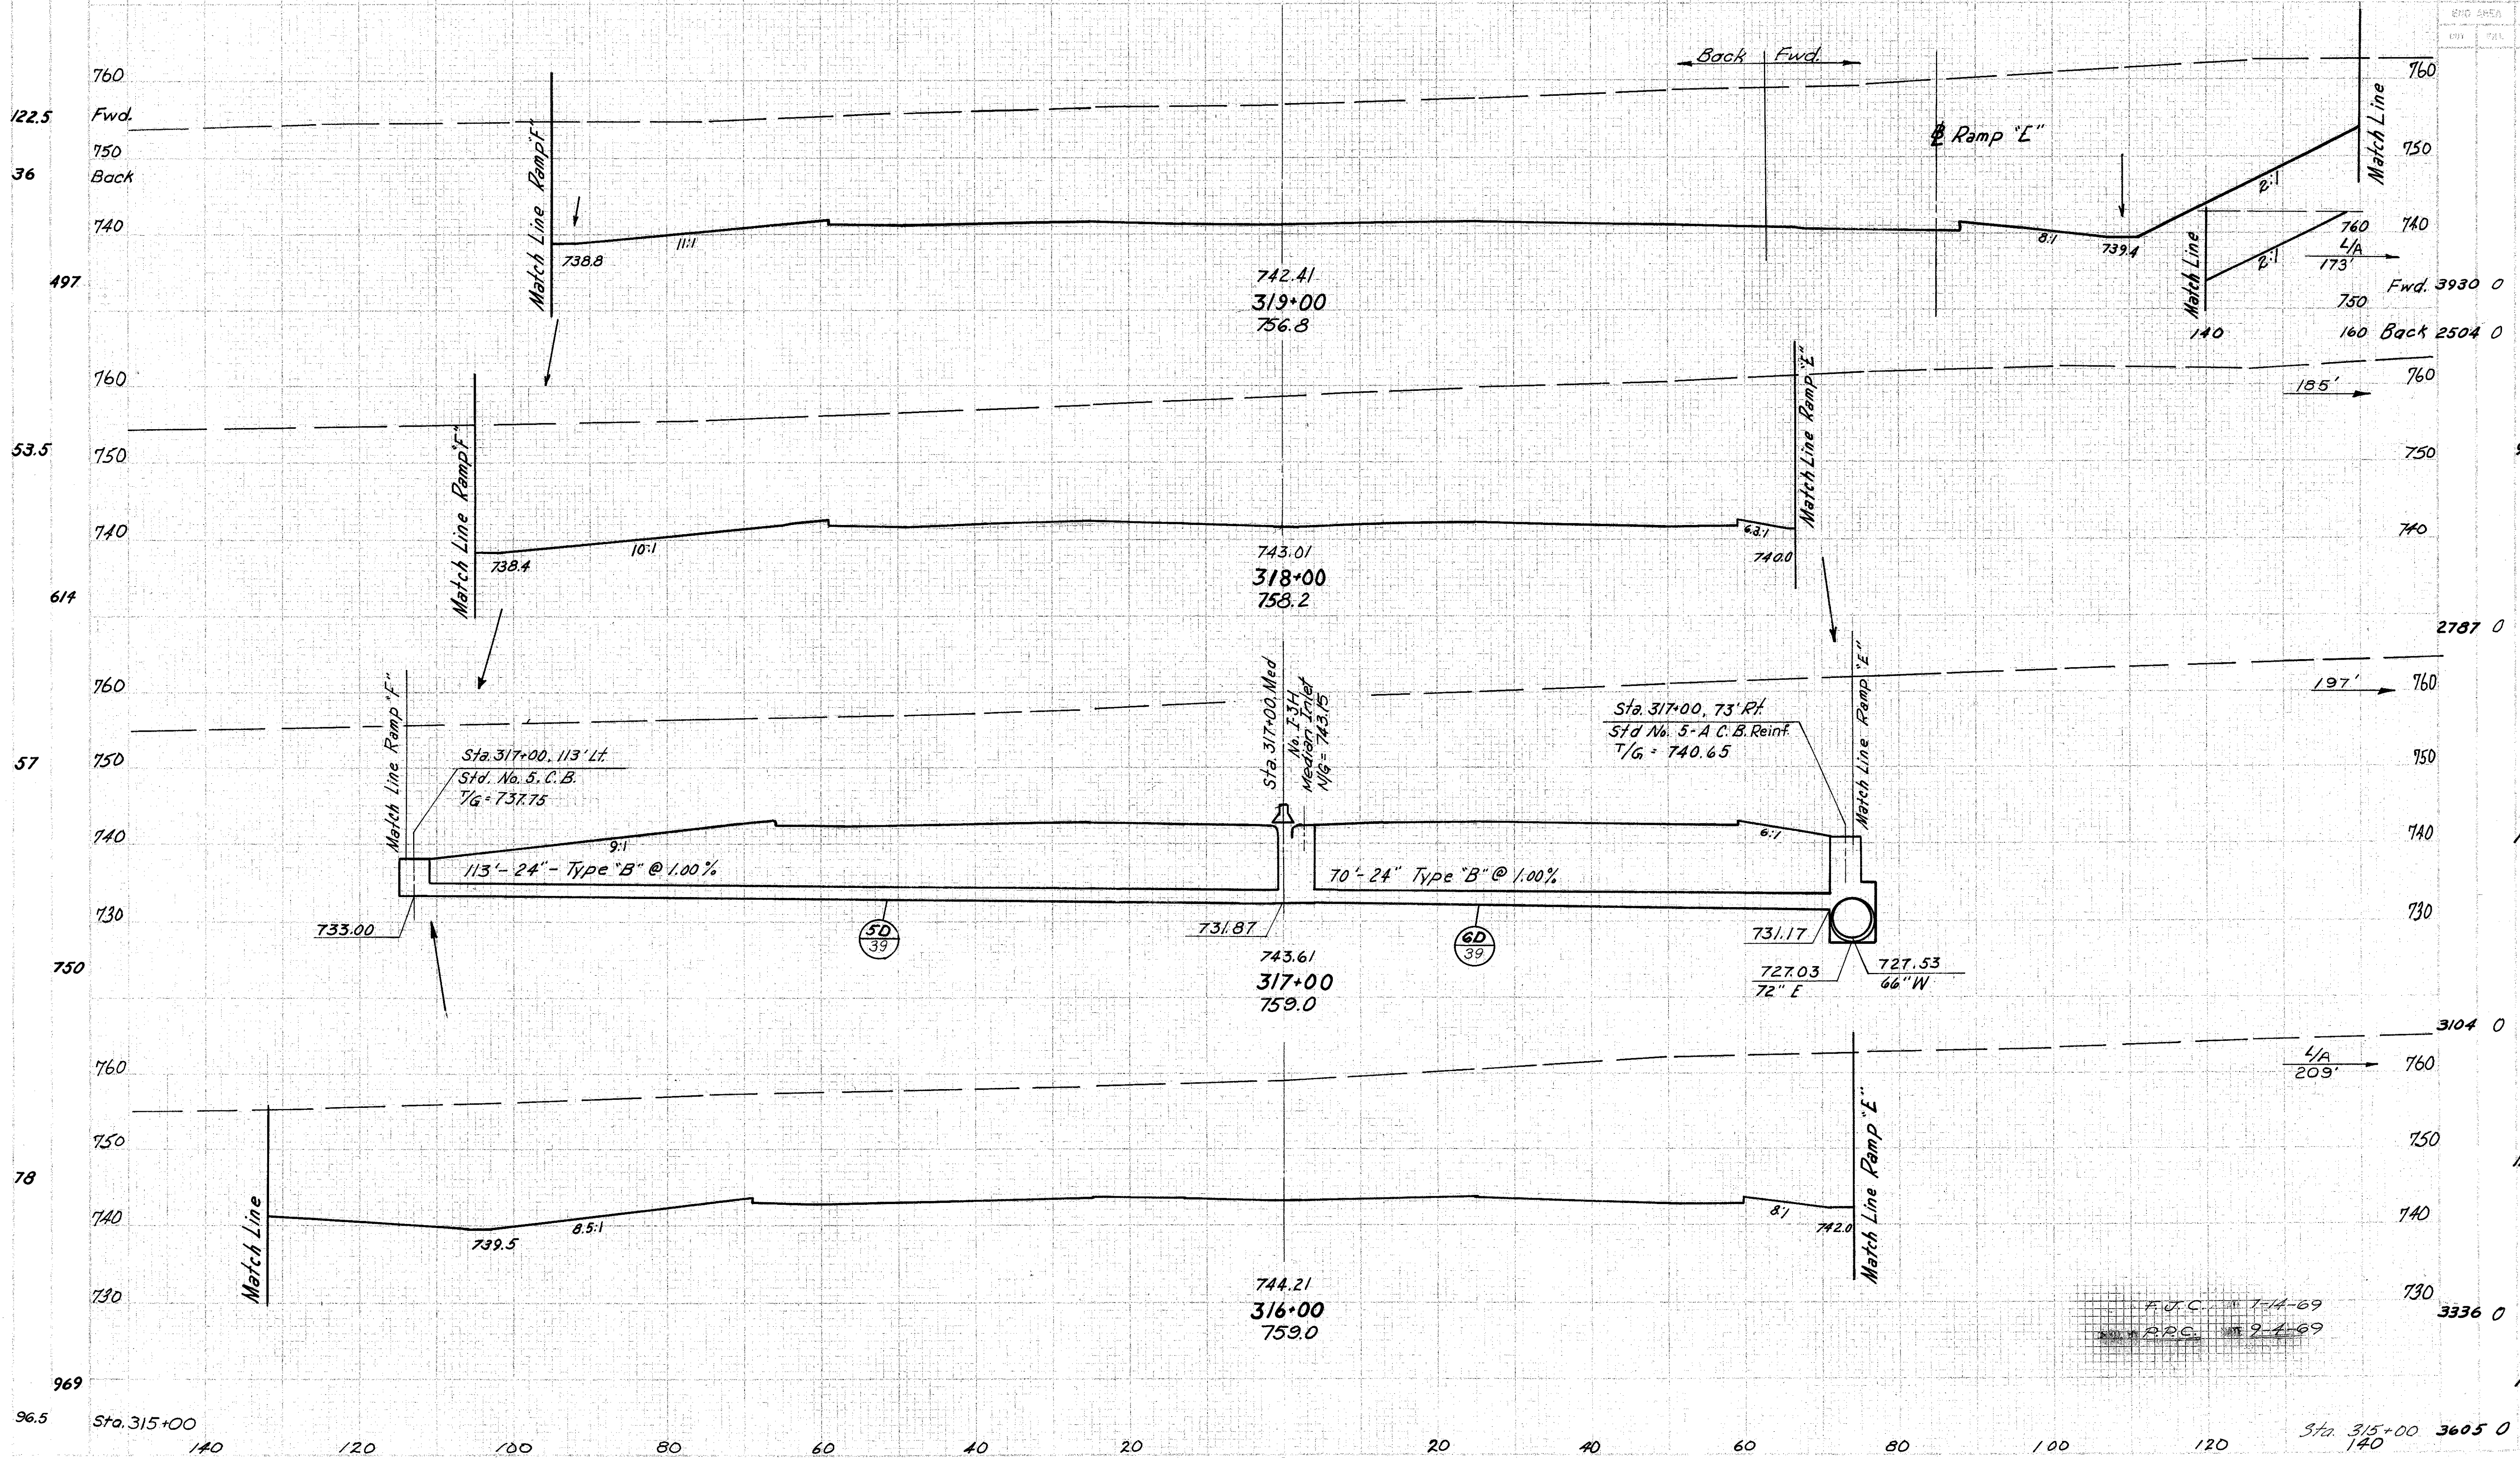 END AREA
760
Fwd.
122.5
750
Back
36
740
497
Match Line Ramp "F"
738.8
11:1
Back Fwd.
⅊ Ramp "E"
8:1
739.4
2:1
Match Line
760
750
740
Match Line
2:1
760
L/A
173'
750
140
160
Fwd. 3930 0
Back 2504 0
742.41
319+00
756.8
760
750
740
53.5
614
Match Line Ramp "F"
738.4
10:1
743.01
318+00
758.2
6.3:1
740.0
Match Line Ramp "E"
185'
760
750
740
2787 0
760
750
740
730
57
750
Match Line Ramp "F"
Sta. 317+00, 113' Lt.
Std. No. 5, C.B.
T/G = 737.75
9:1
113'- 24" - Type "B" @ 1.00%
733.00
5D
39
Sta. 317+00, Med
No. I-3H
Median Inlet
N/G = 743.15
70'- 24" Type "B" @ 1.00%
731.87
743.61
317+00
759.0
6D
39
Sta. 317+00, 73' Rt.
Std No. 5-A C.B. Reinf.
T/G = 740.65
6:1
Match Line Ramp "E"
731.17
727.03
72" E
727.53
66" W
197'
760
750
740
730
3104 0
760
750
740
730
78
969
Match Line
739.5
8.5:1
744.21
316+00
759.0
8:1
742.0
Match Line Ramp "E"
L/A
209'
760
750
740
730
3336 0
F.J.C. 7-14-69
R.P.C. 9-4-69
96.5
Sta. 315+00
Sta. 315+00 3605 0
140 120 100 80 60 40 20 20 40 60 80 100 120 140